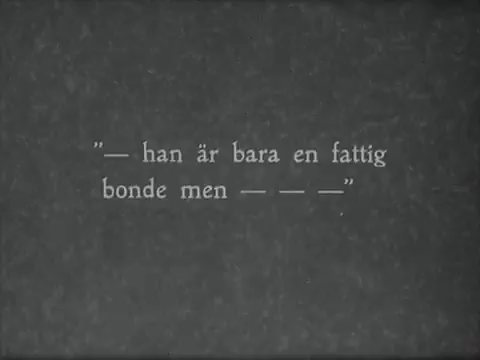 "— han är bara en fattig
bonde men — — —"